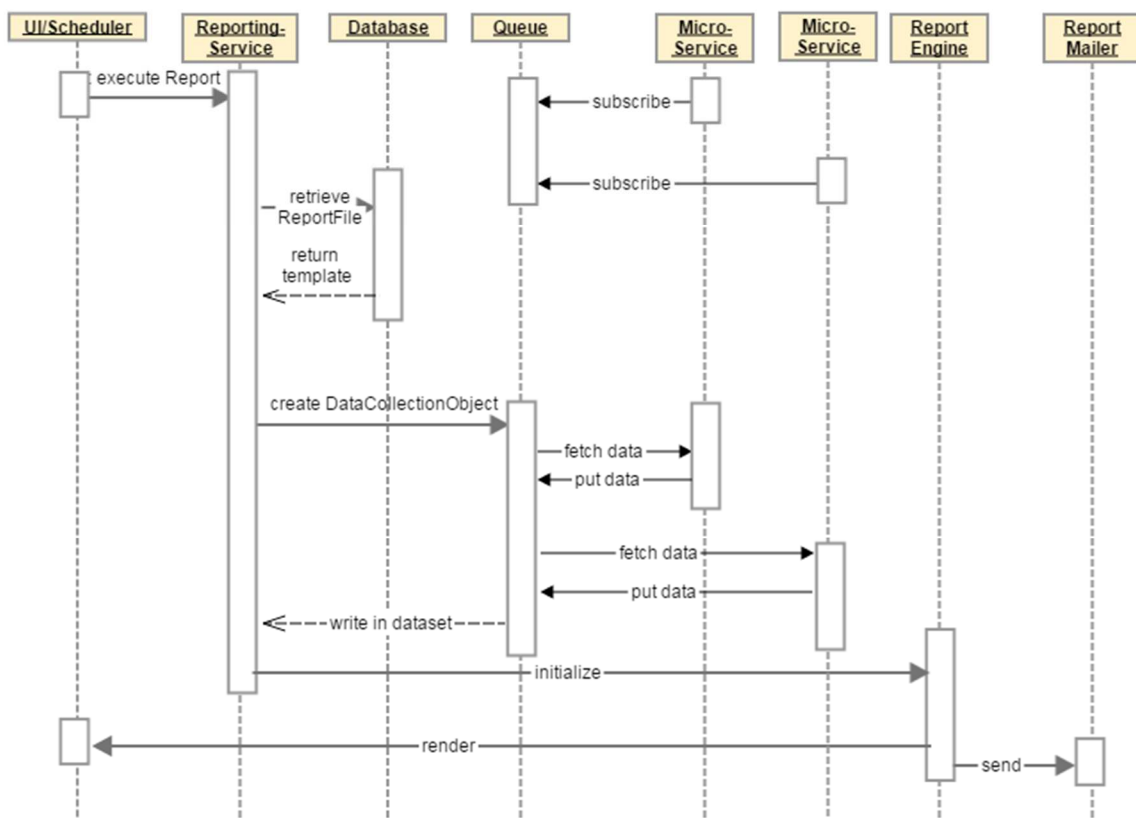 UI/Scheduler
Reporting-
Service
Database
Queue
Micro-
Service
Micro-
Service
Report
Engine
Report
Mailer
: execute Report
subscribe
subscribe
retrieve
ReportFile
return
template
create DataCollectionObject
fetch data
put data
fetch data
put data
write in dataset
initialize
render
send